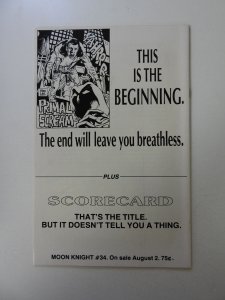 PRIMAL
SCREAM
THIS
IS THE
BEGINNING.
The end will leave you breathless.
PLUS
SCORECARD
THAT'S THE TITLE.
BUT IT DOESN'T TELL YOU A THING.
MOON KNIGHT #34. On sale August 2. 75¢.